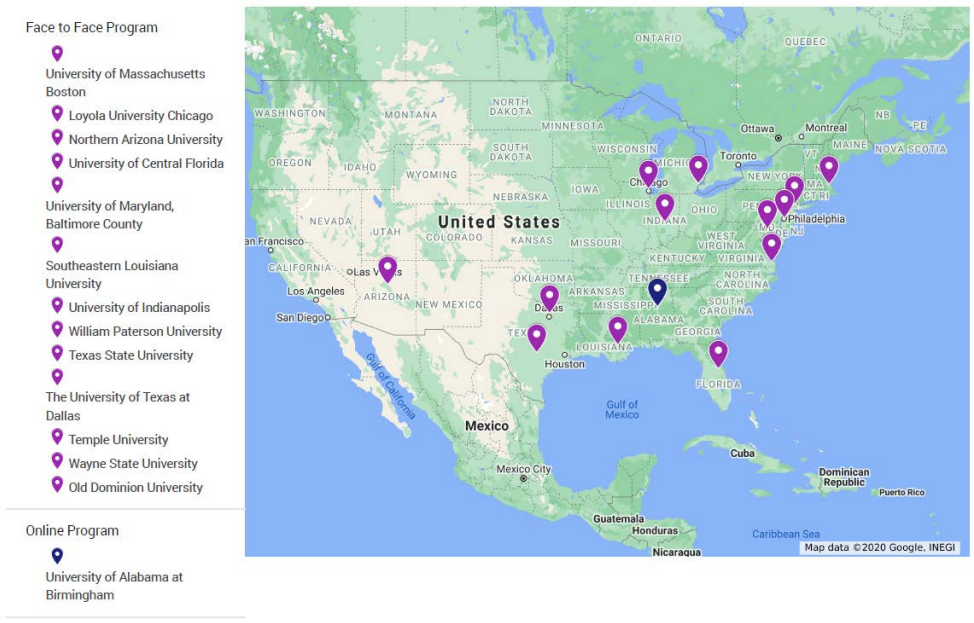 Face to Face Program
University of Massachusetts
Boston
Loyola University Chicago
Northern Arizona University
University of Central Florida
University of Maryland,
Baltimore County
Southeastern Louisiana
University
University of Indianapolis
William Paterson University
Texas State University
The University of Texas at
Dallas
Temple University
Wayne State University
Old Dominion University
Online Program
University of Alabama at
Birmingham
ONTARIO
QUEBEC
WASHINGTON
MONTANA
NORTH
DAKOTA
MINNESOTA
Ottawa
Montreal
NB
PE
MAINE
NOVA SCOTIA
VT
OREGON
IDAHO
WYOMING
SOUTH
DAKOTA
WISCONSIN
MICHIG
Toronto
NEW YORK
MA
CT RI
Chicago
IOWA
NEBRASKA
ILLINOIS
INDIANA
OHIO
PE
Philadelphia
MD
DE NJ
NEVADA
UTAH
United States
COLORADO
KANSAS
MISSOURI
WEST
VIRGINIA
KENTUCKY
VIRGINIA
an Francisco
CALIFORNIA
Las Vegas
Los Angeles
ARIZONA
NEW MEXICO
OKLAHOMA
ARKANSAS
TENNESSEE
NORTH
CAROLINA
MISSISSIPPI
SOUTH
CAROLINA
San Diego
Dallas
ALABAMA
GEORGIA
TEX
LOUISIANA
Houston
FLORIDA
Gulf of
California
Gulf of
Mexico
Mexico
Mexico City
Cuba
Dominican
Republic
Puerto Rico
Guatemala
Honduras
Caribbean Sea
Nicaragua
Map data ©2020 Google, INEGI